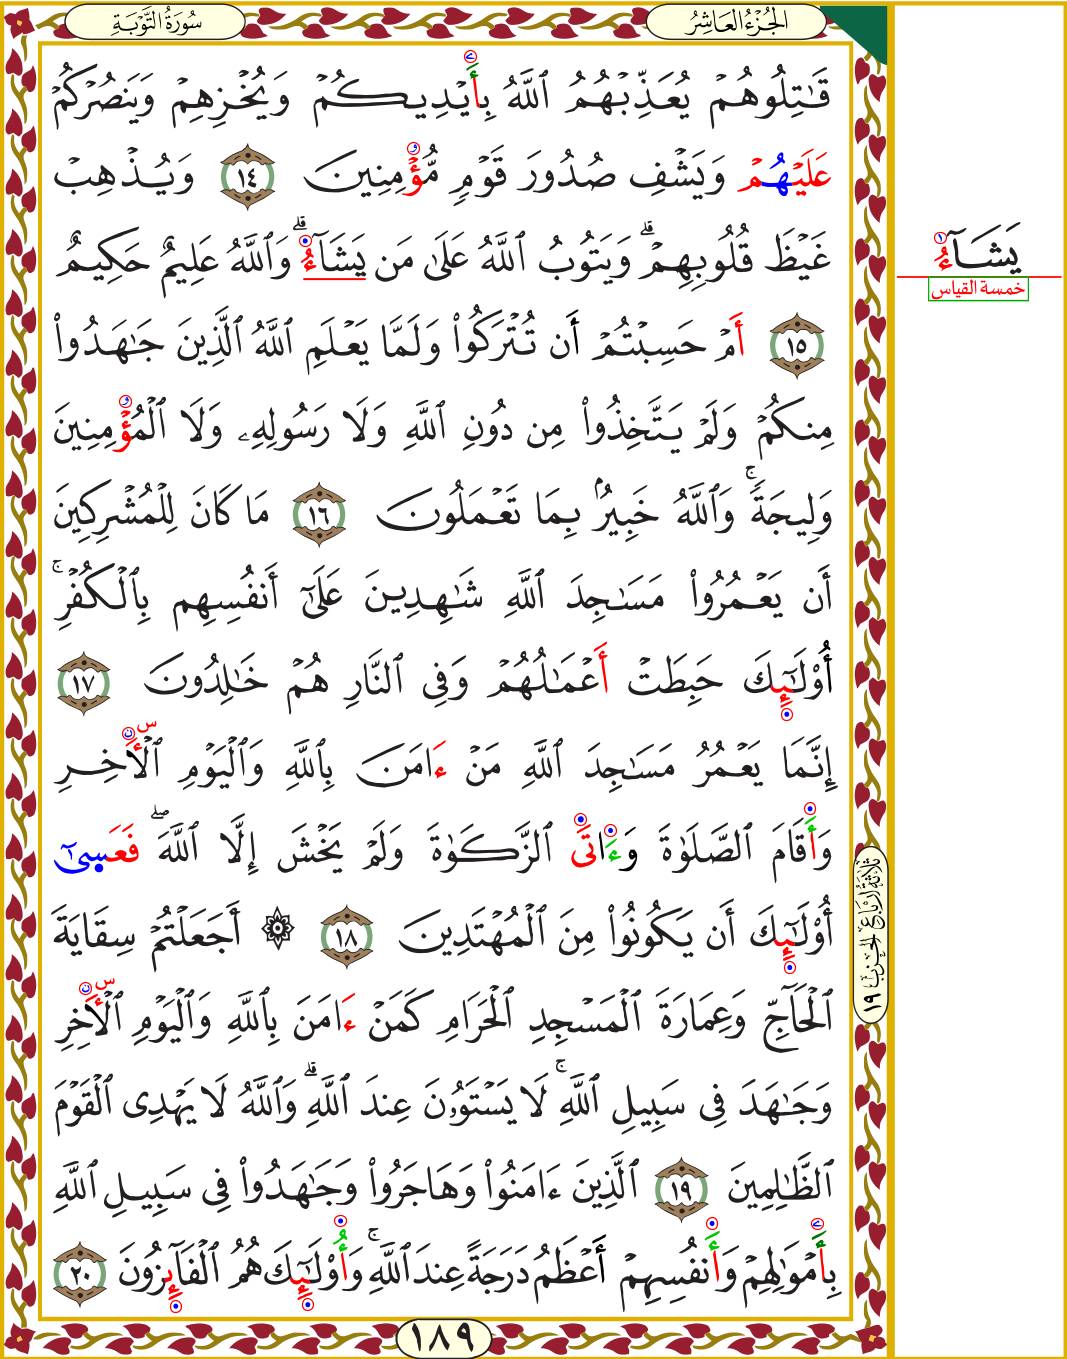 الجُزْءُ العَاشِرُ
سُورَةُ التَّوْبَةِ
قَٰتِلُوهُمْ يُعَذِّبْهُمُ ٱللَّهُ بِأَيْدِيكُمْ وَيُخْزِهِمْ وَيَنصُرْكُمْ
عَلَيْهُمْ وَيَشْفِ صُدُورَ قَوْمٍ مُّؤْمِنِينَ ١٤ وَيُذْهِبْ
غَيْظَ قُلُوبِهِمْ ۗ وَيَتُوبُ ٱللَّهُ عَلَىٰ مَن يَشَآءُ ۗ وَٱللَّهُ عَلِيمٌ حَكِيمٌ
يَشَآءُ
خمسة القياس
١٥ أَمْ حَسِبْتُمْ أَن تُتْرَكُوا۟ وَلَمَّا يَعْلَمِ ٱللَّهُ ٱلَّذِينَ جَٰهَدُوا۟
مِنكُمْ وَلَمْ يَتَّخِذُوا۟ مِن دُونِ ٱللَّهِ وَلَا رَسُولِهِۦ وَلَا ٱلْمُؤْمِنِينَ
وَلِيجَةً ۚ وَٱللَّهُ خَبِيرٌۢ بِمَا تَعْمَلُونَ ١٦ مَا كَانَ لِلْمُشْرِكِينَ
أَن يَعْمُرُوا۟ مَسَٰجِدَ ٱللَّهِ شَٰهِدِينَ عَلَىٰٓ أَنفُسِهِم بِٱلْكُفْرِ ۚ
أُو۟لَٰٓئِكَ حَبِطَتْ أَعْمَٰلُهُمْ وَفِى ٱلنَّارِ هُمْ خَٰلِدُونَ ١٧
إِنَّمَا يَعْمُرُ مَسَٰجِدَ ٱللَّهِ مَنْ ءَامَنَ بِٱللَّهِ وَٱلْيَوْمِ ٱلْـَٔاخِرِ
وَأَقَامَ ٱلصَّلَوٰةَ وَءَاتَى ٱلزَّكَوٰةَ وَلَمْ يَخْشَ إِلَّا ٱللَّهَ ۖ فَعَسِىٰٓ
أُو۟لَٰٓئِكَ أَن يَكُونُوا۟ مِنَ ٱلْمُهْتَدِينَ ١٨ ۞ أَجَعَلْتُمْ سِقَايَةَ
ثَلَاثَةُ أَرْبَاعِ الحِزْبِ ١٩
ٱلْحَآجِّ وَعِمَارَةَ ٱلْمَسْجِدِ ٱلْحَرَامِ كَمَنْ ءَامَنَ بِٱللَّهِ وَٱلْيَوْمِ ٱلْـَٔاخِرِ
وَجَٰهَدَ فِى سَبِيلِ ٱللَّهِ ۚ لَا يَسْتَوُۥنَ عِندَ ٱللَّهِ ۗ وَٱللَّهُ لَا يَهْدِى ٱلْقَوْمَ
ٱلظَّٰلِمِينَ ١٩ ٱلَّذِينَ ءَامَنُوا۟ وَهَاجَرُوا۟ وَجَٰهَدُوا۟ فِى سَبِيلِ ٱللَّهِ
بِأَمْوَٰلِهِمْ وَأَنفُسِهِمْ أَعْظَمُ دَرَجَةً عِندَ ٱللَّهِ ۚ وَأُو۟لَٰٓئِكَ هُمُ ٱلْفَآئِزُونَ ٢٠
١٨٩